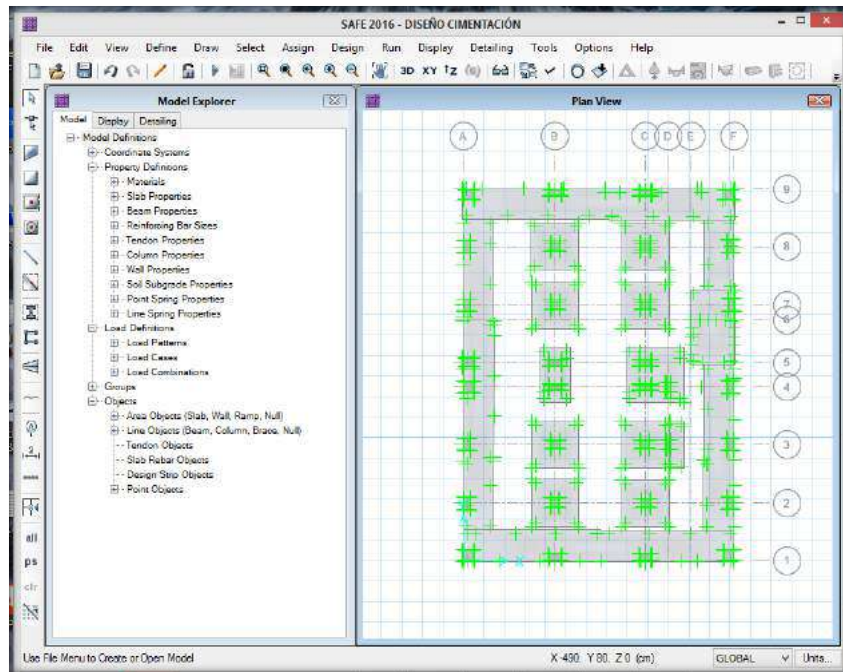 SAFE 2016 - DISEÑO CIMENTACIÓN
File Edit View Define Draw Select Assign Design Run Display Detailing Tools Options Help
3D XY
Model Explorer
Model Display Detailing
Model Definitions
Coordinate Systems
Property Definitions
Materials
Slab Properties
Beam Properties
Reinforcing Bar Sizes
Tendon Properties
Column Properties
Wall Properties
Soil Subgrade Properties
Point Spring Properties
Line Spring Properties
Load Definitions
Load Patterns
Load Cases
Load Combinations
Groups
Objects
Area Objects (Slab, Wall, Ramp, Null)
Line Objects (Beam, Column, Brace, Null)
Tendon Objects
Slab Rebar Objects
Design Strip Objects
Point Objects
all
ps
clr
Plan View
A B C D E F
9
8
7
6
5
4
3
2
1
Use File Menu to Create or Open Model
X -490, Y 80, Z 0 (cm)
GLOBAL
Units...